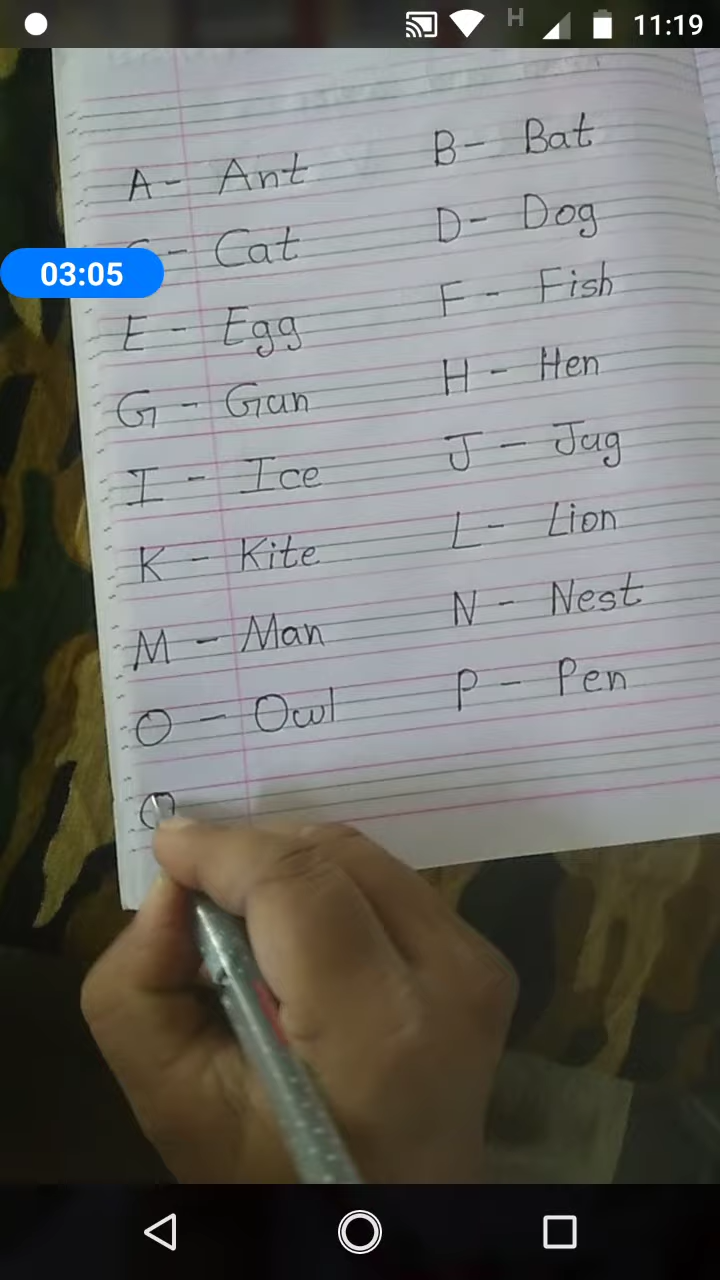 H 11:19
A - Ant B - Bat
03:05
C - Cat D - Dog
E - Egg F - Fish
G - Gun H - Hen
I - Ice J - Jug
K - Kite L - Lion
M - Man N - Nest
O - Owl P - Pen